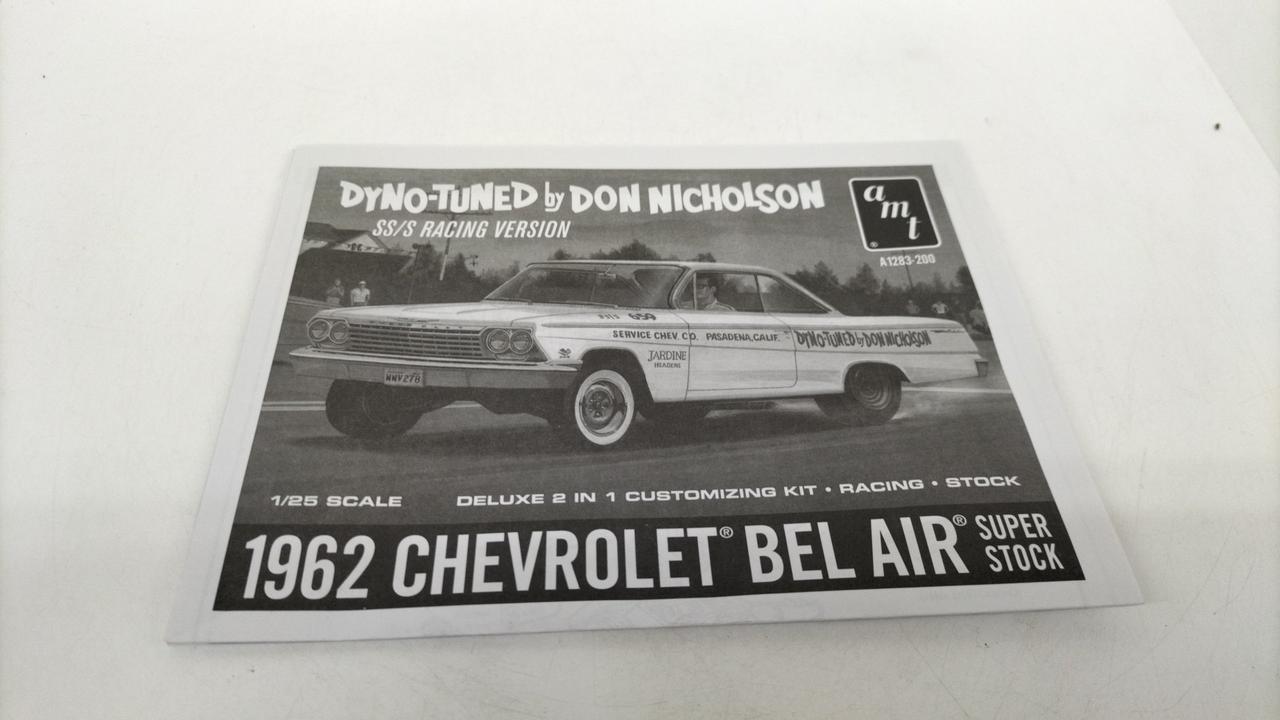 DYNO-TUNED by DON NICHOLSON
SS/S RACING VERSION
amt
®
A1283-200
659
SERVICE CHEV. CO. PASADENA, CALIF.
DYNO-TUNED by DON NICHOLSON
JARDINE
HEADERS
WWV278
1/25 SCALE
DELUXE 2 IN 1 CUSTOMIZING KIT • RACING • STOCK
1962 CHEVROLET® BEL AIR® SUPER STOCK